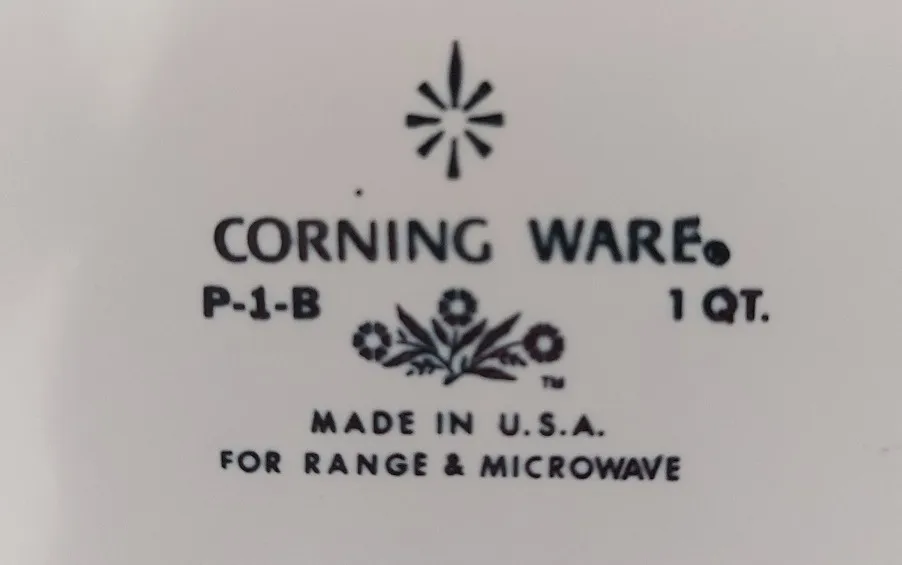 CORNING WARE®
P-1-B 1 QT.
TM
MADE IN U.S.A.
FOR RANGE & MICROWAVE